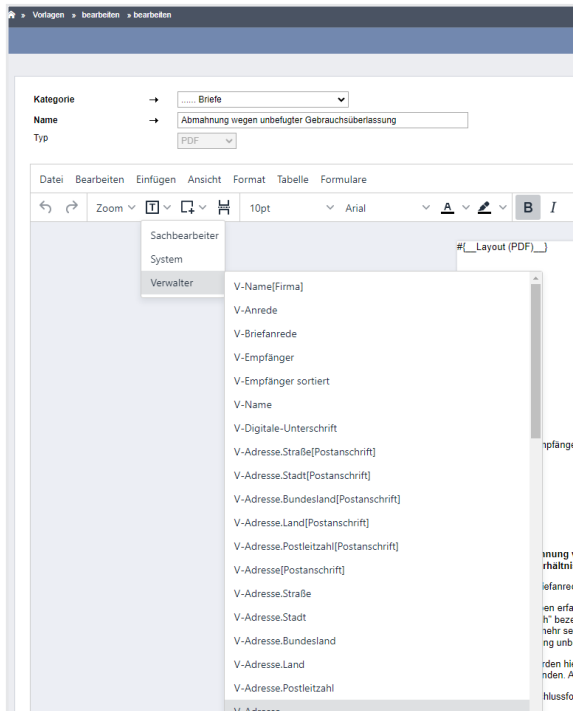 » Vorlagen » bearbeiten » bearbeiten
Kategorie → ...... Briefe
Name → Abmahnung wegen unbefugter Gebrauchsüberlassung
Typ PDF
Datei Bearbeiten Einfügen Ansicht Format Tabelle Formulare
Zoom T 10pt Arial A B I
Sachbearbeiter
System
Verwalter
#{__Layout (PDF)__}
V-Name[Firma]
V-Anrede
V-Briefanrede
V-Empfänger
V-Empfänger sortiert
V-Name
V-Digitale-Unterschrift
V-Adresse.Straße[Postanschrift]
V-Adresse.Stadt[Postanschrift]
V-Adresse.Bundesland[Postanschrift]
V-Adresse.Land[Postanschrift]
V-Adresse.Postleitzahl[Postanschrift]
V-Adresse[Postanschrift]
V-Adresse.Straße
V-Adresse.Stadt
V-Adresse.Bundesland
V-Adresse.Land
V-Adresse.Postleitzahl
V-Adresse